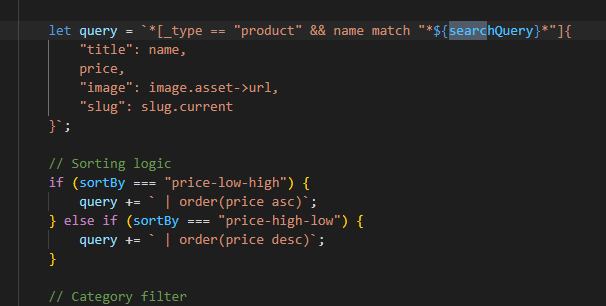 let query = `*[_type == "product" && name match "*${searchQuery}*"]{
"title": name,
price,
"image": image.asset->url,
"slug": slug.current
}`;
// Sorting logic
if (sortBy === "price-low-high") {
query += ` | order(price asc)`;
} else if (sortBy === "price-high-low") {
query += ` | order(price desc)`;
}
// Category filter